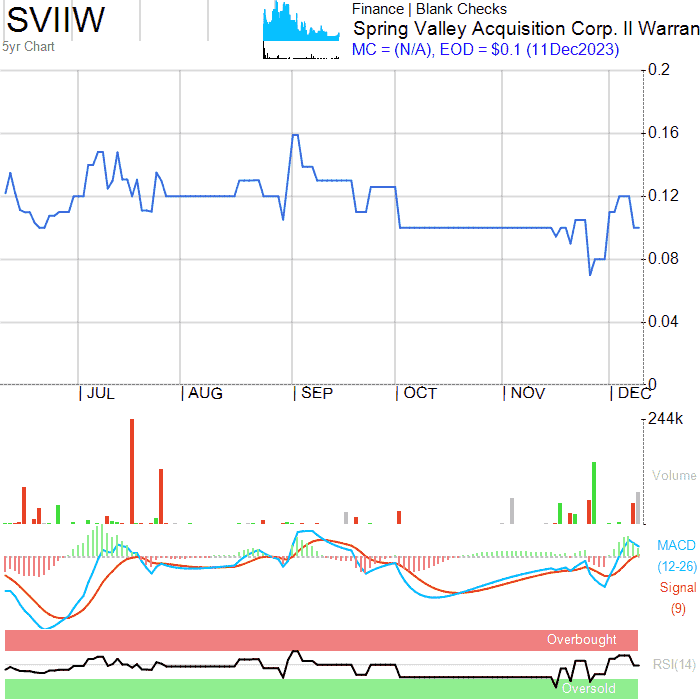 SVIIW
5yr Chart
Finance | Blank Checks
Spring Valley Acquisition Corp. II Warran
MC = (N/A), EOD = $0.1 (11Dec2023)
0.2
0.16
0.12
0.08
0.04
0
| JUL | AUG | SEP | OCT | NOV | DEC
244k
Volume
MACD
(12-26)
Signal
(9)
Overbought
RSI(14)
Oversold